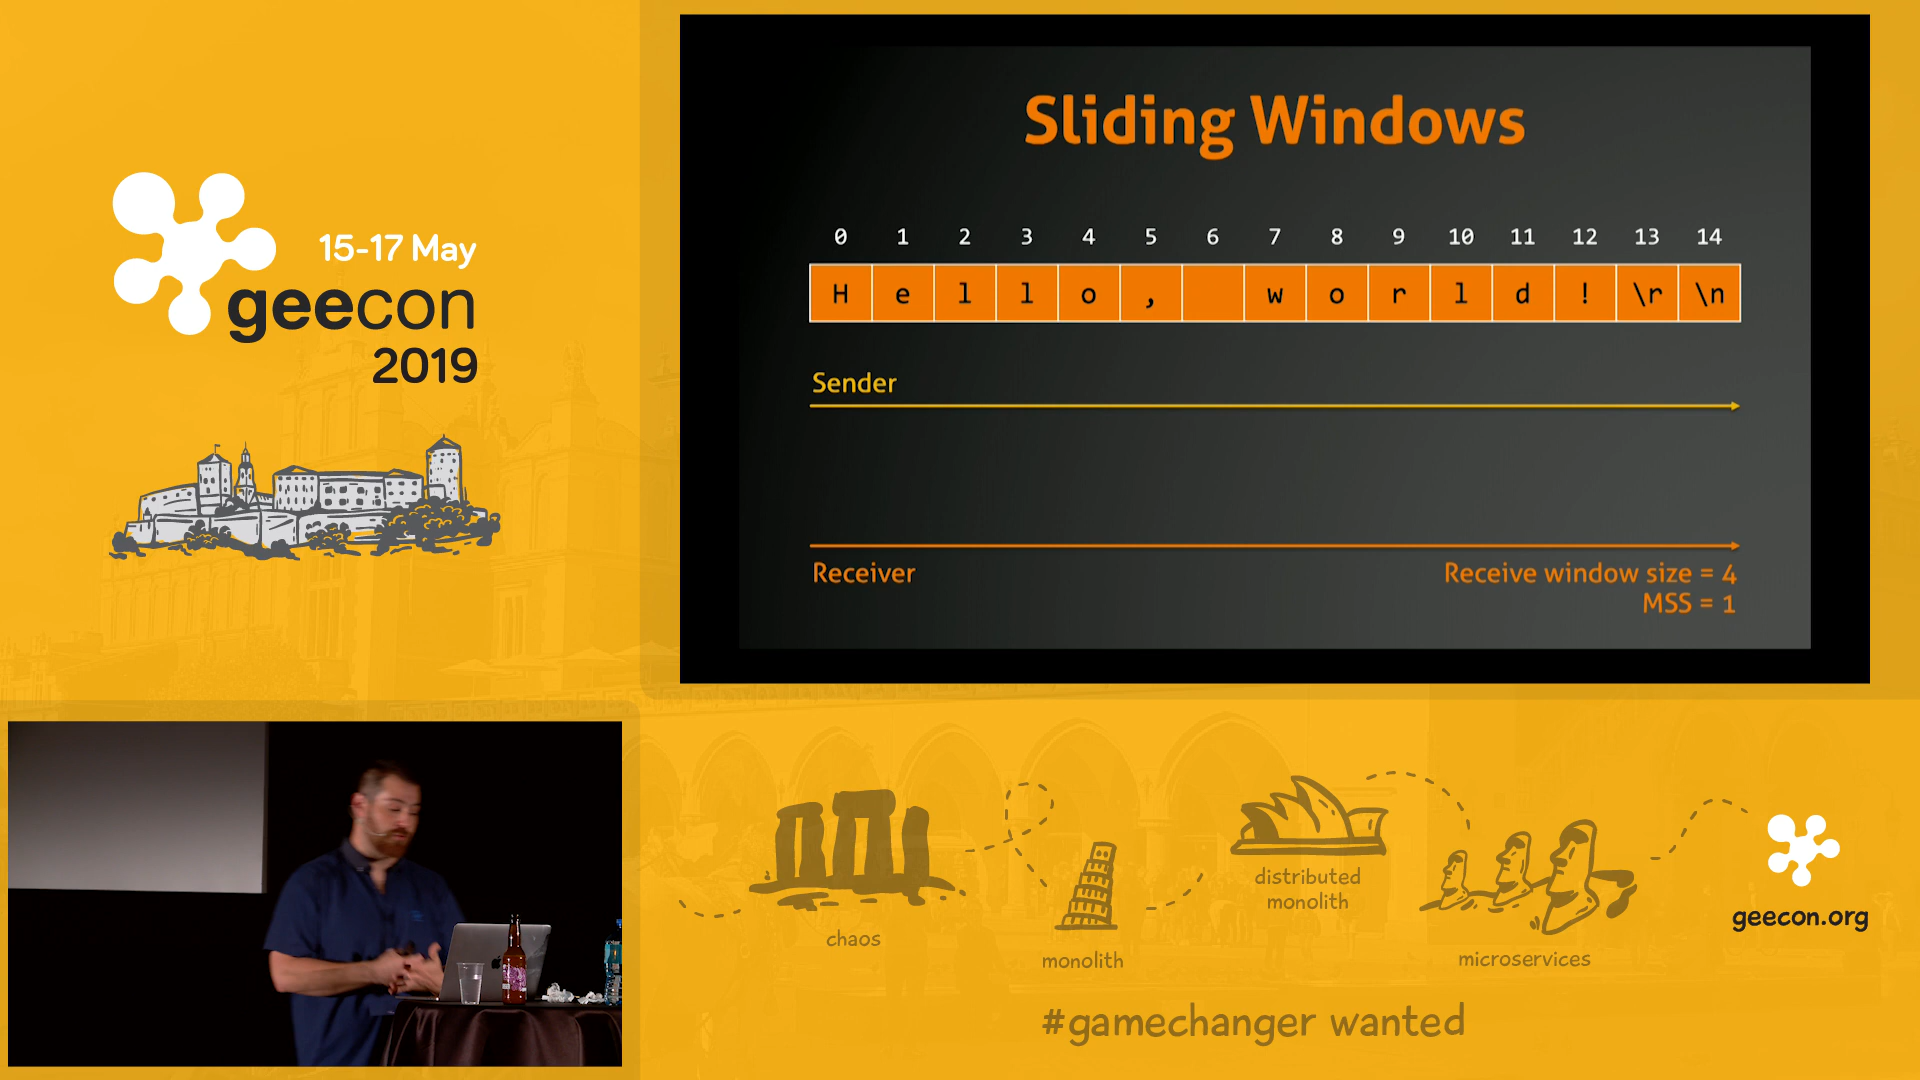 15-17 May
geecon
2019
Sliding Windows
0 1 2 3 4 5 6 7 8 9 10 11 12 13 14
H e l l o , w o r l d ! \r \n
Sender
Receiver
Receive window size = 4
MSS = 1
chaos
monolith
distributed
monolith
microservices
geecon.org
#gamechanger wanted